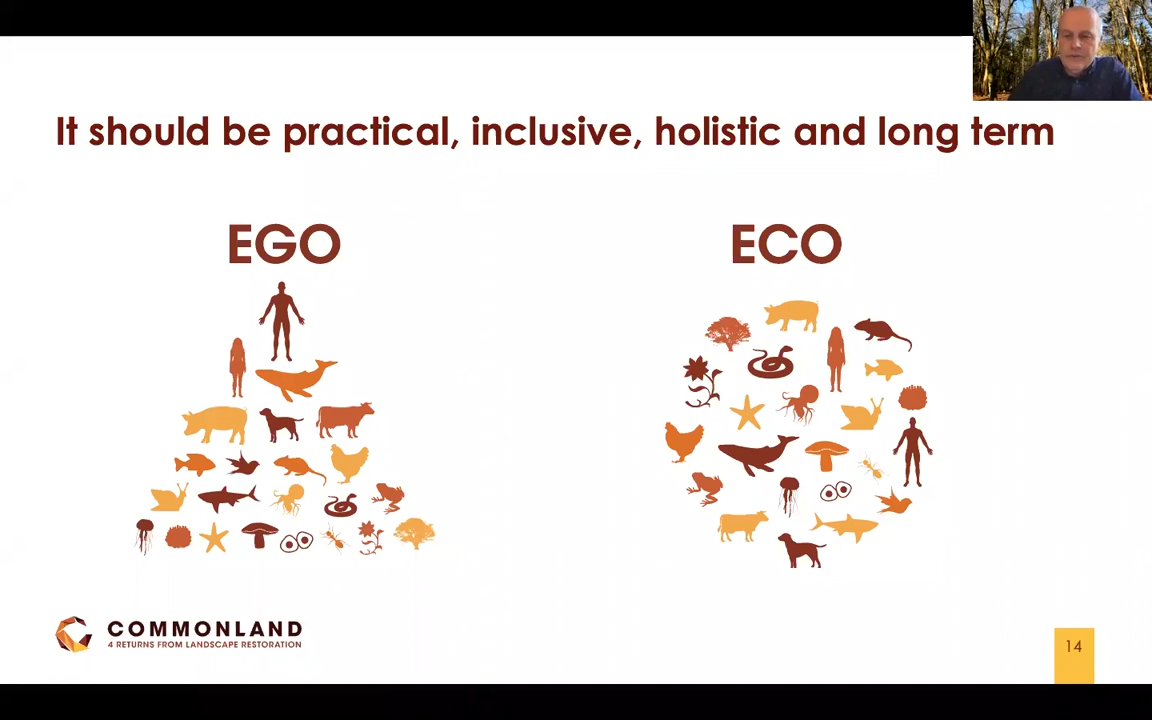 It should be practical, inclusive, holistic and long term
EGO
ECO
COMMONLAND
4 RETURNS FROM LANDSCAPE RESTORATION
14